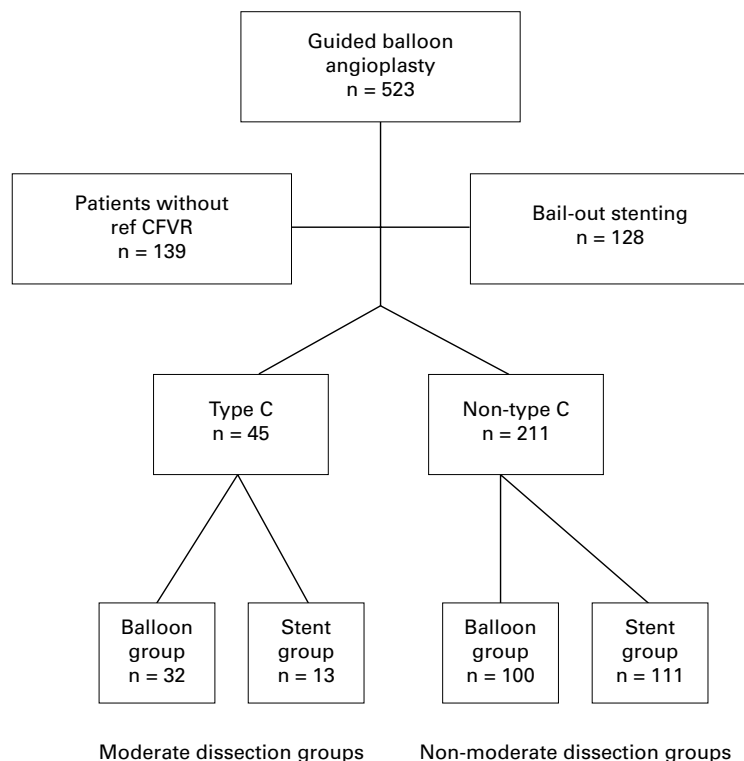 Guided balloon
angioplasty
n = 523
Patients without
ref CFVR
n = 139
Bail-out stenting
n = 128
Type C
n = 45
Non-type C
n = 211
Balloon
group
n = 32
Stent
group
n = 13
Balloon
group
n = 100
Stent
group
n = 111
Moderate dissection groups
Non-moderate dissection groups